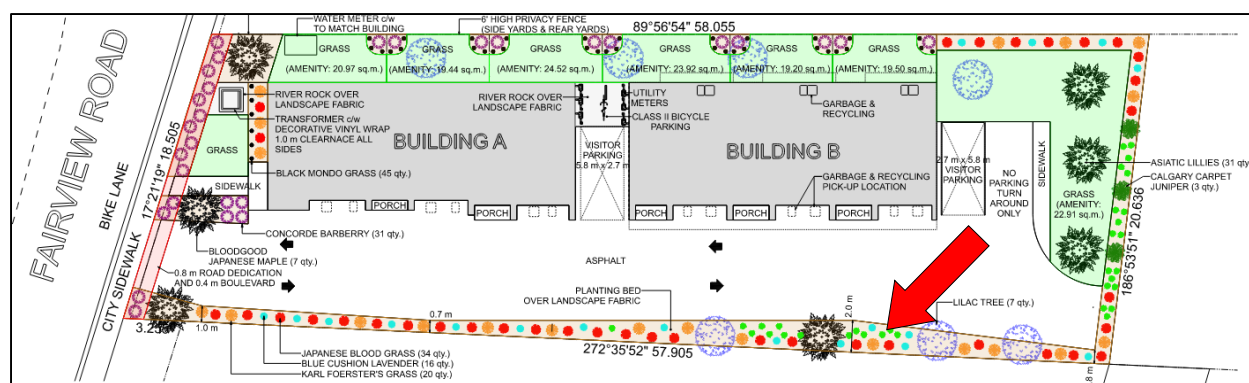 WATER METER c/w
TO MATCH BUILDING
6' HIGH PRIVACY FENCE
(SIDE YARDS & REAR YARDS)
89°56'54" 58.055
GRASS
GRASS
GRASS
GRASS
GRASS
GRASS
(AMENITY: 20.97 sq.m.)
(AMENITY: 19.44 sq.m.)
(AMENITY: 24.52 sq.m.)
(AMENITY: 23.92 sq.m.)
(AMENITY: 19.20 sq.m.)
(AMENITY: 19.50 sq.m.)
FAIRVIEW ROAD
BIKE LANE
CITY SIDEWALK
17°21'19" 18.505
RIVER ROCK OVER
LANDSCAPE FABRIC
TRANSFORMER c/w
DECORATIVE VINYL WRAP
1.0 m CLEARNACE ALL
SIDES
GRASS
SIDEWALK
BLACK MONDO GRASS (45 qty.)
BUILDING A
RIVER ROCK OVER
LANDSCAPE FABRIC
UTILITY
METERS
CLASS II BICYCLE
PARKING
VISITOR
PARKING
5.8 m x 2.7 m
BUILDING B
GARBAGE &
RECYCLING
GARBAGE & RECYCLING
PICK-UP LOCATION
2.7 m x 5.8 m
VISITOR
PARKING
NO
PARKING
TURN
AROUND
ONLY
SIDEWALK
GRASS
(AMENITY:
22.91 sq.m.)
ASIATIC LILLIES (31 qty
CALGARY CARPET
JUNIPER (3 qty.)
186°53'51" 20.636
PORCH
PORCH
PORCH
PORCH
PORCH
CONCORDE BARBERRY (31 qty.)
BLOODGOOD
JAPANESE MAPLE (7 qty.)
0.8 m ROAD DEDICATION
AND 0.4 m BOULEVARD
ASPHALT
PLANTING BED
OVER LANDSCAPE FABRIC
LILAC TREE (7 qty.)
1.0 m
0.7 m
2.0 m
272°35'52" 57.905
JAPANESE BLOOD GRASS (34 qty.)
BLUE CUSHION LAVENDER (16 qty.)
KARL FOERSTER'S GRASS (20 qty.)